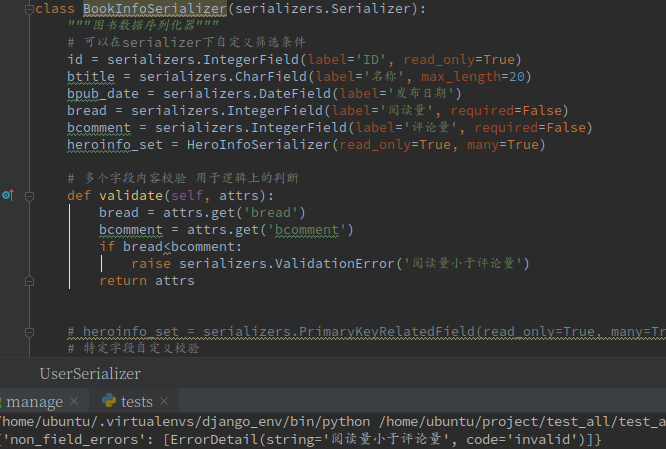 class BookInfoSerializer(serializers.Serializer):
"""图书数据序列化器"""
# 可以在serializer下自定义筛选条件
id = serializers.IntegerField(label='ID', read_only=True)
btitle = serializers.CharField(label='名称', max_length=20)
bpub_date = serializers.DateField(label='发布日期')
bread = serializers.IntegerField(label='阅读量', required=False)
bcomment = serializers.IntegerField(label='评论量', required=False)
heroinfo_set = HeroInfoSerializer(read_only=True, many=True)
# 多个字段内容校验 用于逻辑上的判断
def validate(self, attrs):
bread = attrs.get('bread')
bcomment = attrs.get('bcomment')
if bread<bcomment:
raise serializers.ValidationError('阅读量小于评论量')
return attrs
# heroinfo_set = serializers.PrimaryKeyRelatedField(read_only=True, many=Tr
# 特定字段自定义校验
UserSerializer
manage × tests ×
/home/ubuntu/.virtualenvs/django_env/bin/python /home/ubuntu/project/test_all/test_a
{'non_field_errors': [ErrorDetail(string='阅读量小于评论量', code='invalid')]}